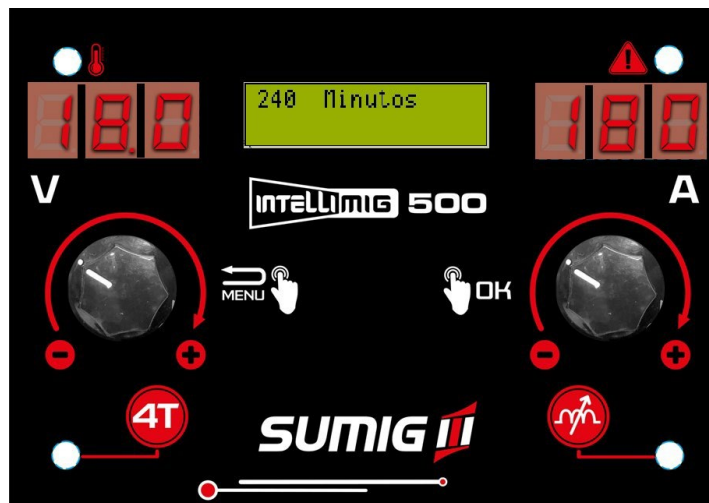 18.0
240 Minutos
180
V
A
INTELLIMIG 500
MENU
OK
4T
SUMIG